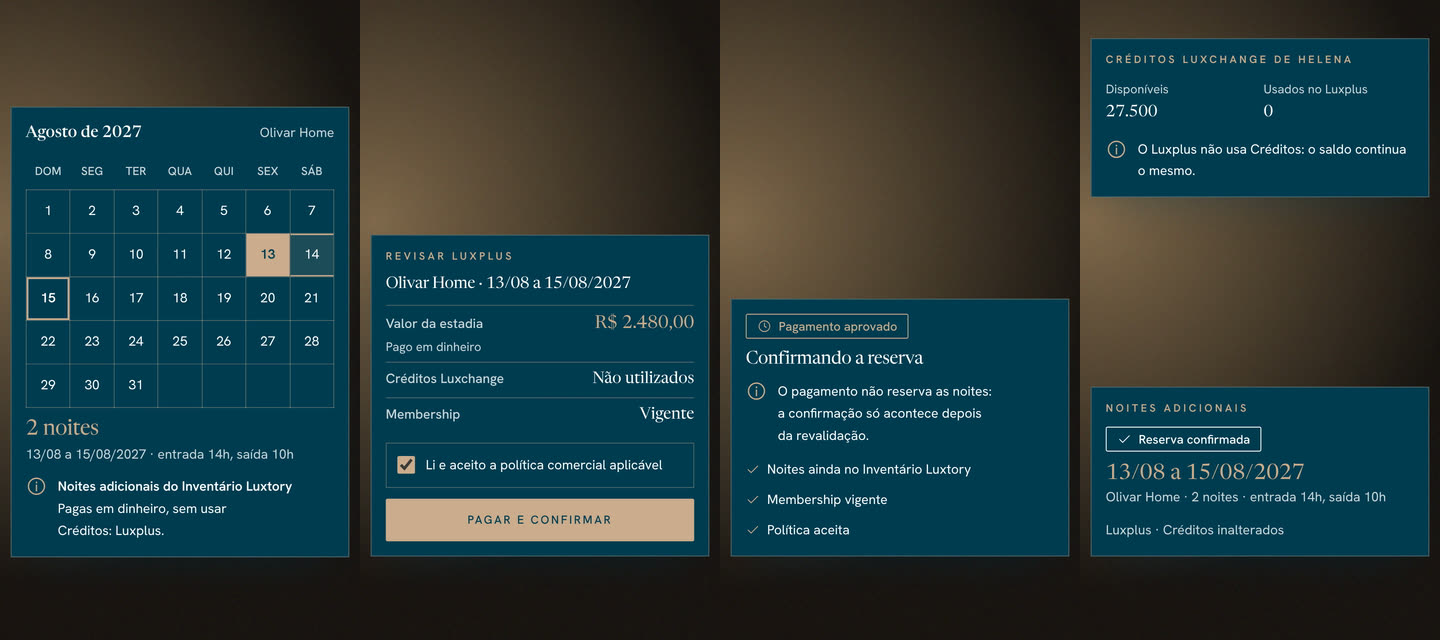 Agosto de 2027
Olivar Home
DOM SEG TER QUA QUI SEX SÁB
1 2 3 4 5 6 7
8 9 10 11 12 13 14
15 16 17 18 19 20 21
22 23 24 25 26 27 28
29 30 31
2 noites
13/08 a 15/08/2027 · entrada 14h, saída 10h
Noites adicionais do Inventário Luxtory
Pagas em dinheiro, sem usar
Créditos: Luxplus.
REVISAR LUXPLUS
Olivar Home · 13/08 a 15/08/2027
Valor da estadia R$ 2.480,00
Pago em dinheiro
Créditos Luxchange Não utilizados
Membership Vigente
Li e aceito a política comercial aplicável
PAGAR E CONFIRMAR
Pagamento aprovado
Confirmando a reserva
O pagamento não reserva as noites:
a confirmação só acontece depois
da revalidação.
Noites ainda no Inventário Luxtory
Membership vigente
Política aceita
CRÉDITOS LUXCHANGE DE HELENA
Disponíveis Usados no Luxplus
27.500 0
O Luxplus não usa Créditos: o saldo continua
o mesmo.
NOITES ADICIONAIS
Reserva confirmada
13/08 a 15/08/2027
Olivar Home · 2 noites · entrada 14h, saída 10h
Luxplus · Créditos inalterados